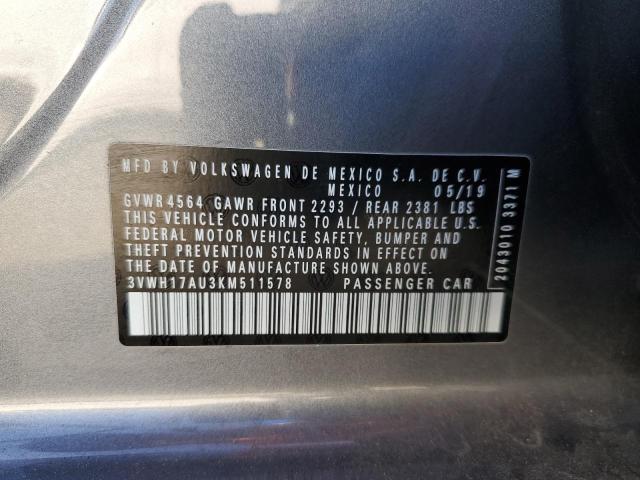 MFD BY VOLKSWAGEN DE MEXICO S.A. DE C.V.
MEXICO 05/19
GVWR 4564 GAWR FRONT 2293 / REAR 2381 LBS
THIS VEHICLE CONFORMS TO ALL APPLICABLE U.S.
FEDERAL MOTOR VEHICLE SAFETY, BUMPER AND
THEFT PREVENTION STANDARDS IN EFFECT ON
THE DATE OF MANUFACTURE SHOWN ABOVE.
3VWH17AU3KM511578 PASSENGER CAR
2043010 3371 M